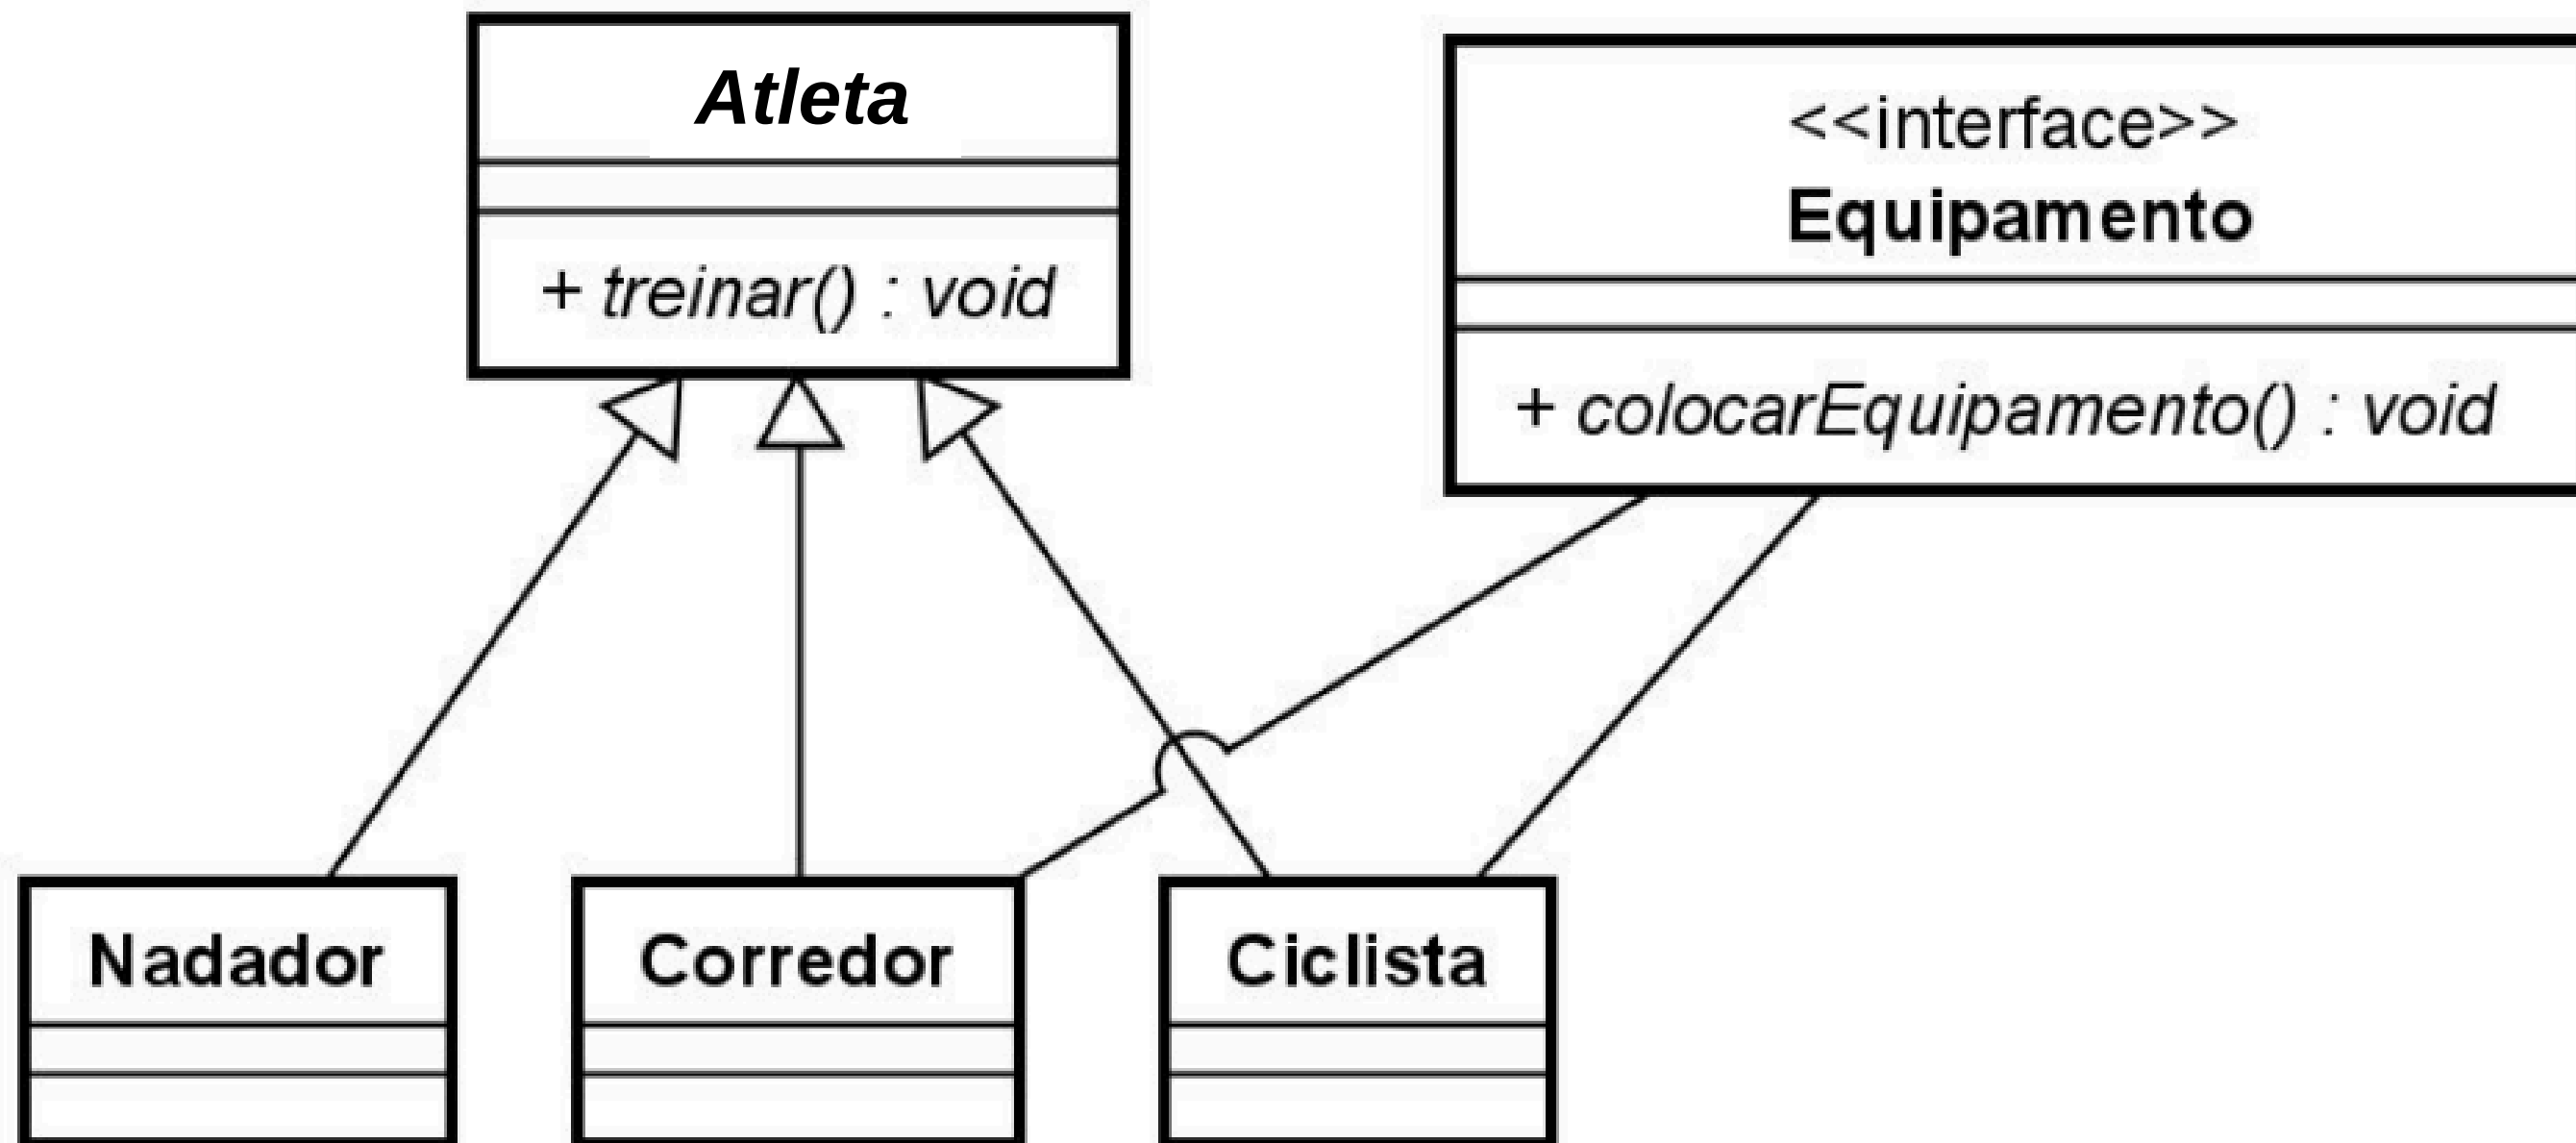 Atleta
+ treinar() : void
<<interface>>
Equipamento
+ colocarEquipamento() : void
Nadador
Corredor
Ciclista